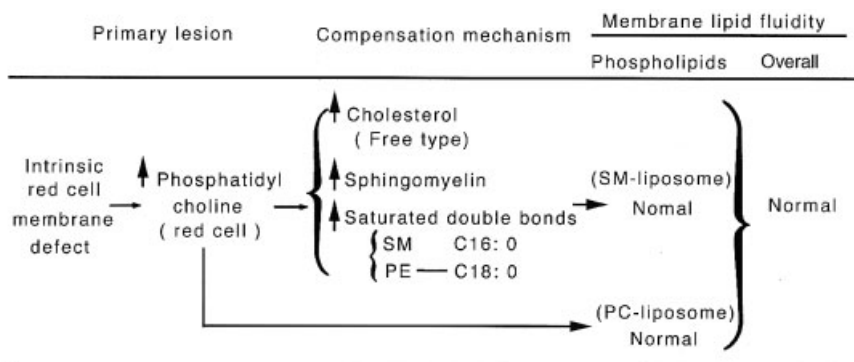 Primary lesion Compensation mechanism Membrane lipid fluidity
Phospholipids Overall
Intrinsic
red cell
membrane
defect
Phosphatidyl
choline
( red cell )
Cholesterol
( Free type)
Sphingomyelin
Saturated double bonds
SM C16: 0
PE — C18: 0
(SM-liposome)
Nomal
(PC-liposome)
Normal
Normal